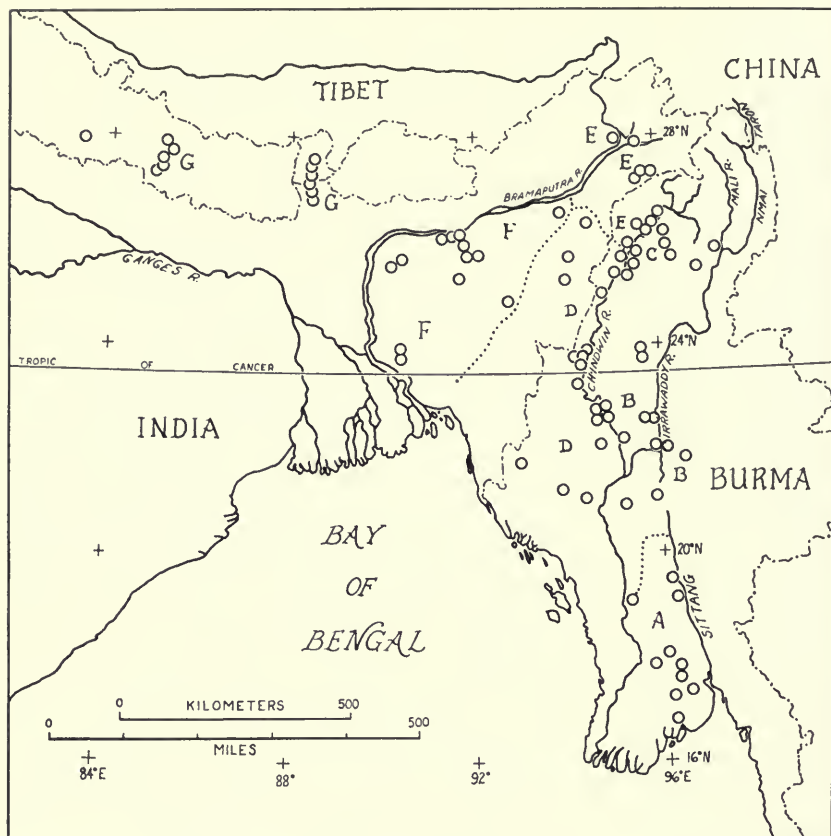 CHINA
TIBET
TARON R.
E
28°N
G
E
MALI R.
NMAI
G
BRAMAPUTRA R.
F
E
C
GANGES R.
D
F
CHINDWIN R.
24°N
TROPIC OF CANCER
IRRAWADDY R.
B
INDIA
D
B
BURMA
BAY
OF
BENGAL
20°N
SITTANG
A
0 KILOMETERS 500
0 500
MILES
84°E
88°
92°
96°E
16°N